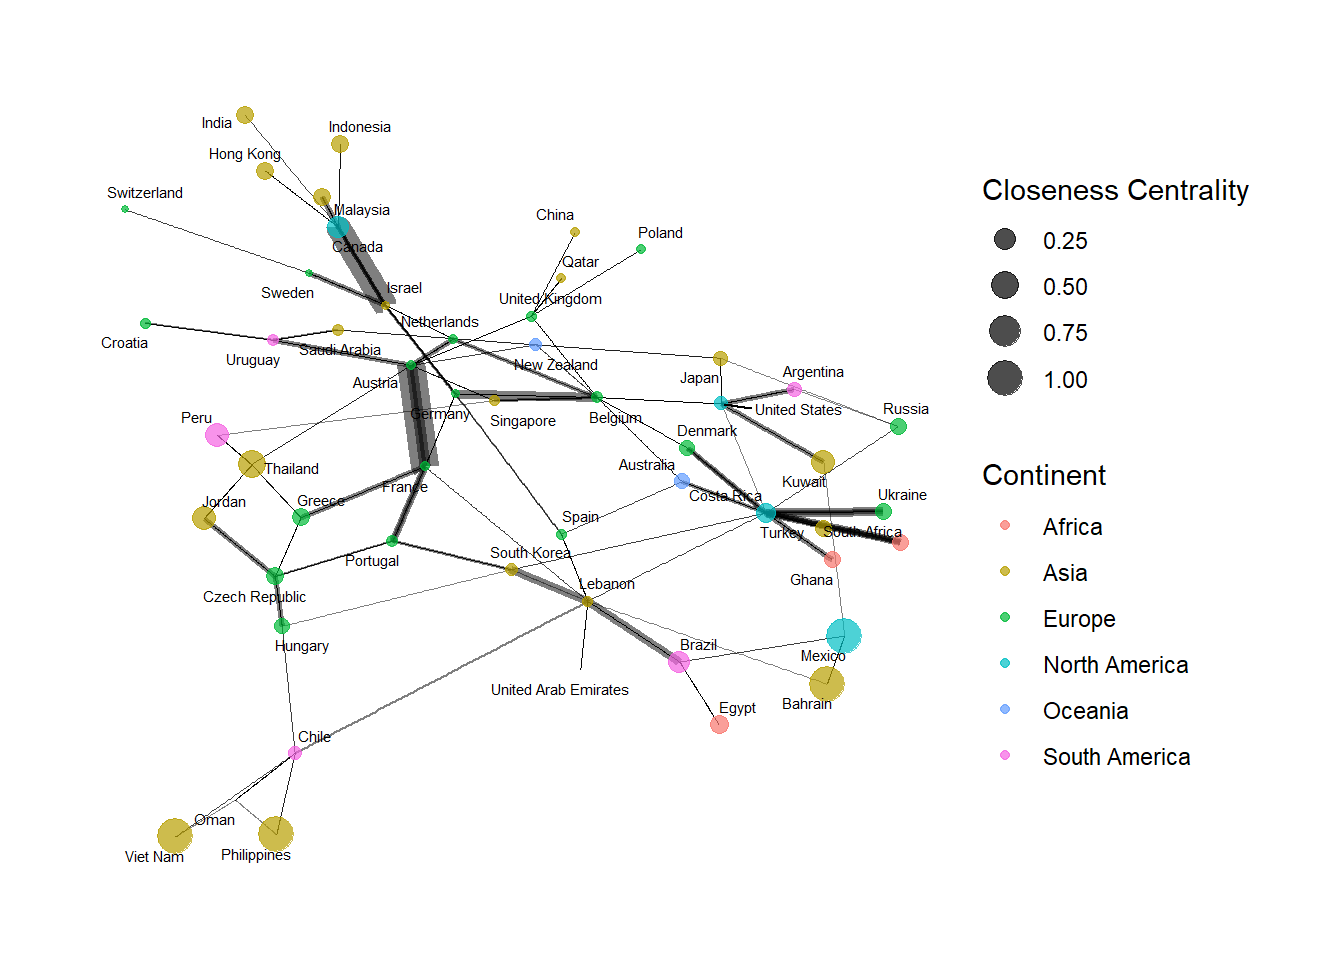 India
Indonesia
Hong Kong
Switzerland
Malaysia
China
Poland
Canada
Qatar
Sweden
Israel
United Kingdom
Croatia
Netherlands
Uruguay
Saudi Arabia
New Zealand
Austria
Japan
Argentina
Peru
Germany
Singapore
Belgium
United States
Russia
Denmark
Thailand
Australia
Jordan
Greece
France
Costa Rica
Kuwait
Ukraine
Spain
Turkey
South Africa
Portugal
South Korea
Ghana
Czech Republic
Lebanon
Hungary
Brazil
Mexico
United Arab Emirates
Egypt
Bahrain
Chile
Oman
Viet Nam
Philippines
Closeness Centrality
0.25
0.50
0.75
1.00
Continent
Africa
Asia
Europe
North America
Oceania
South America